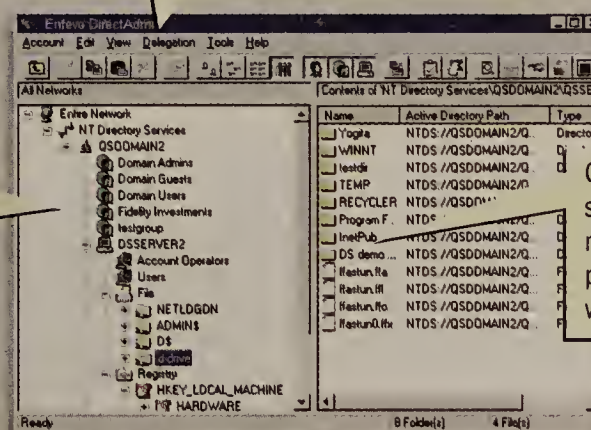 Entevo DirectAdmi
Account Edit View Delegation Tools Help
All Networks
Contents of 'NT Directory Services\QSDOMAIN2\QSSE
Entire Network
NT Directory Services
QSDOMAIN2
Domain Admins
Domain Guests
Domain Users
Fidelity Investments
testgroup
DSSERVER2
Account Operators
Users
File
NETLOGON
ADMIN$
D$
d-drive
Registry
HKEY_LOCAL_MACHINE
HARDWARE
Name Active Directory Path Type
Yogita NTDS://QSDOMAIN2/Q... Directo
WINNT NTDS://QSDOMAIN2/Q... D
testdir NTDS://QSDOMAIN2/Q... D
TEMP NTDS://QSDOMAIN2/Q
RECYCLER NTDS://QSDO
Program F... NTDS
InetPub
DS demo ... NTDS://QSDOMAIN2/Q
ffastun.ffa NTDS://QSDOMAIN2/Q... F
ffastun.ffl NTDS://QSDOMAIN2/Q... F
ffastun.ffo NTDS://QSDOMAIN2/Q... F
ffastun0.ffx NTDS://QSDOMAIN2/Q... F
Ready 8 Folder(s) 4 File(s)